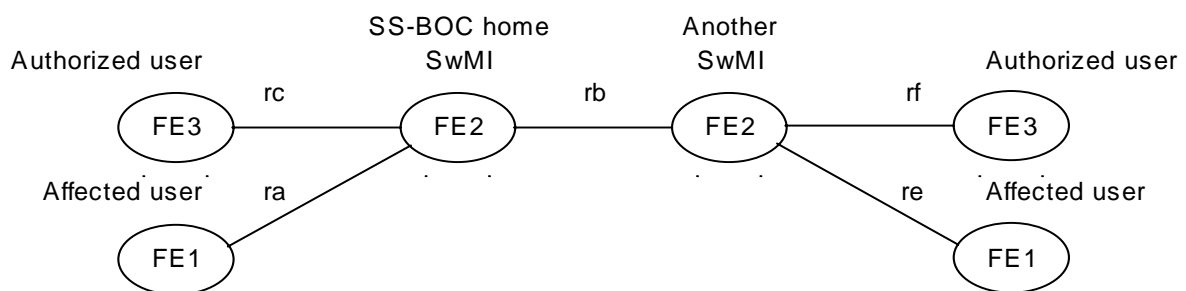 SS-BOC home Another
Authorized user SwMI SwMI Authorized user
rc rb rf
FE3 FE2 FE2 FE3
Affected user ra re Affected user
FE1 FE1